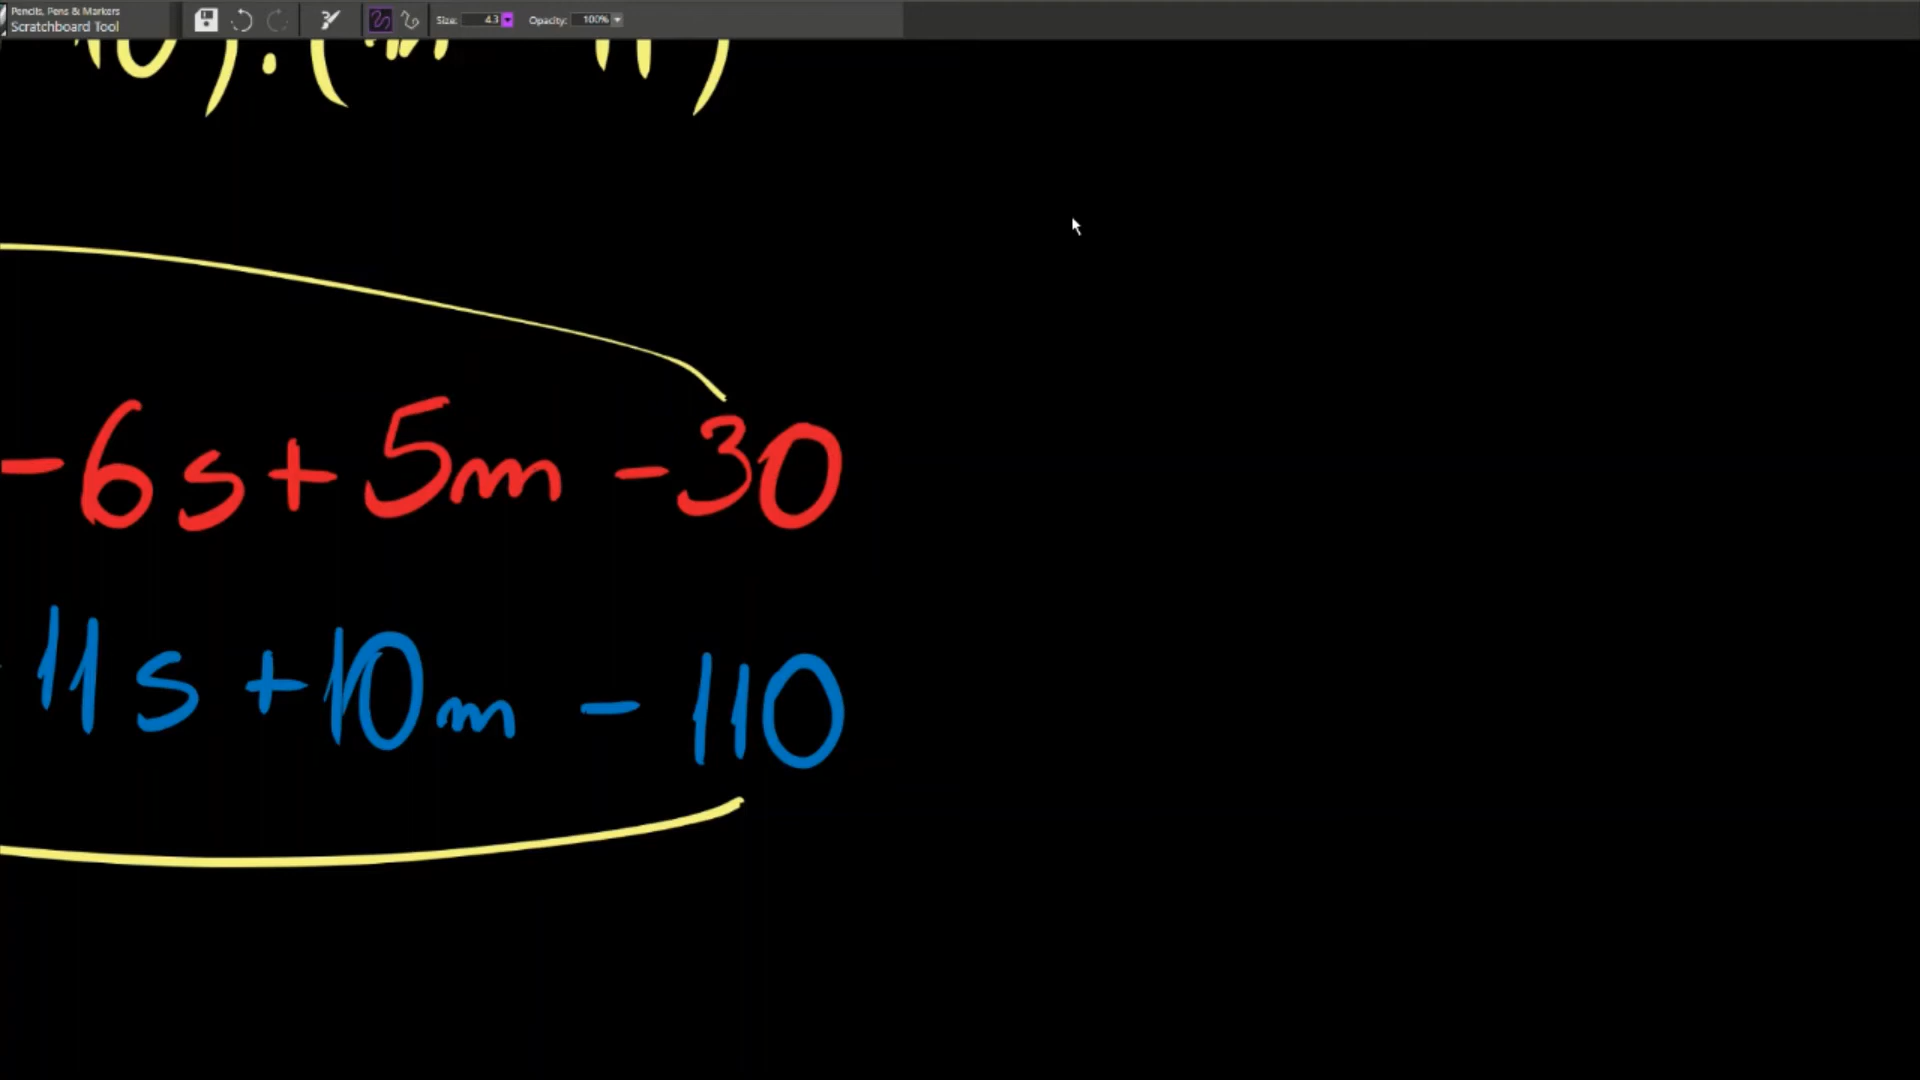 Pencils, Pens & Markers
Scratchboard Tool
Size: 4.3
Opacity: 100%
-6s+5m-30
11s+10m-110